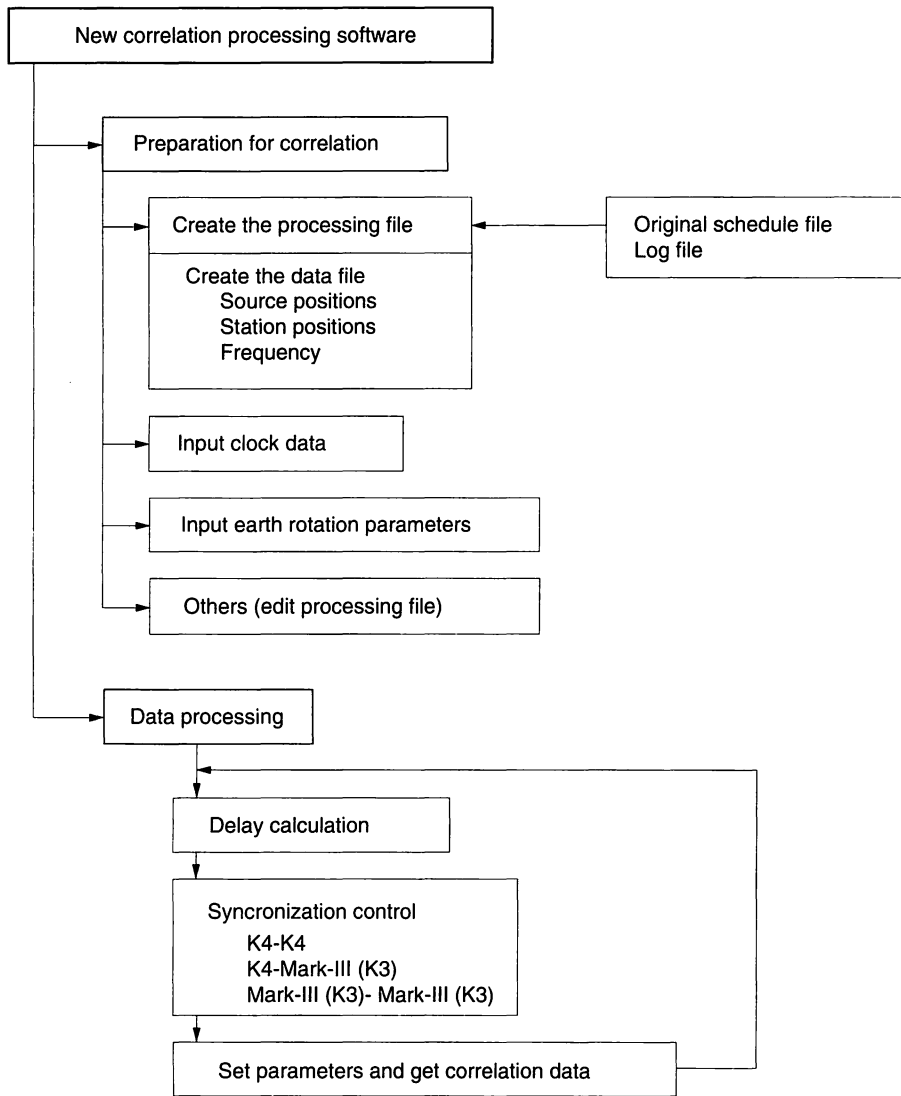 New correlation processing software
Preparation for correlation
Create the processing file
Original schedule file
Log file
Create the data file
Source positions
Station positions
Frequency
Input clock data
Input earth rotation parameters
Others (edit processing file)
Data processing
Delay calculation
Syncronization control
K4-K4
K4-Mark-III (K3)
Mark-III (K3)- Mark-III (K3)
Set parameters and get correlation data